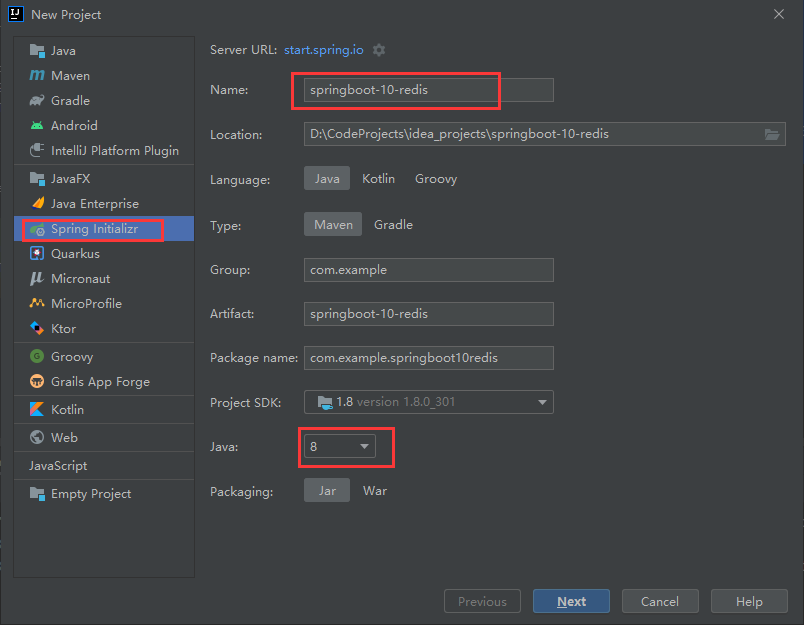 New Project
Java
Maven
Gradle
Android
IntelliJ Platform Plugin
JavaFX
Java Enterprise
Spring Initializr
Quarkus
Micronaut
MicroProfile
Ktor
Groovy
Grails App Forge
Kotlin
Web
JavaScript
Empty Project
Server URL: start.spring.io
Name: springboot-10-redis
Location: D:\CodeProjects\idea_projects\springboot-10-redis
Language: Java Kotlin Groovy
Type: Maven Gradle
Group: com.example
Artifact: springboot-10-redis
Package name: com.example.springboot10redis
Project SDK: 1.8 version 1.8.0_301
Java: 8
Packaging: Jar War
Previous Next Cancel Help